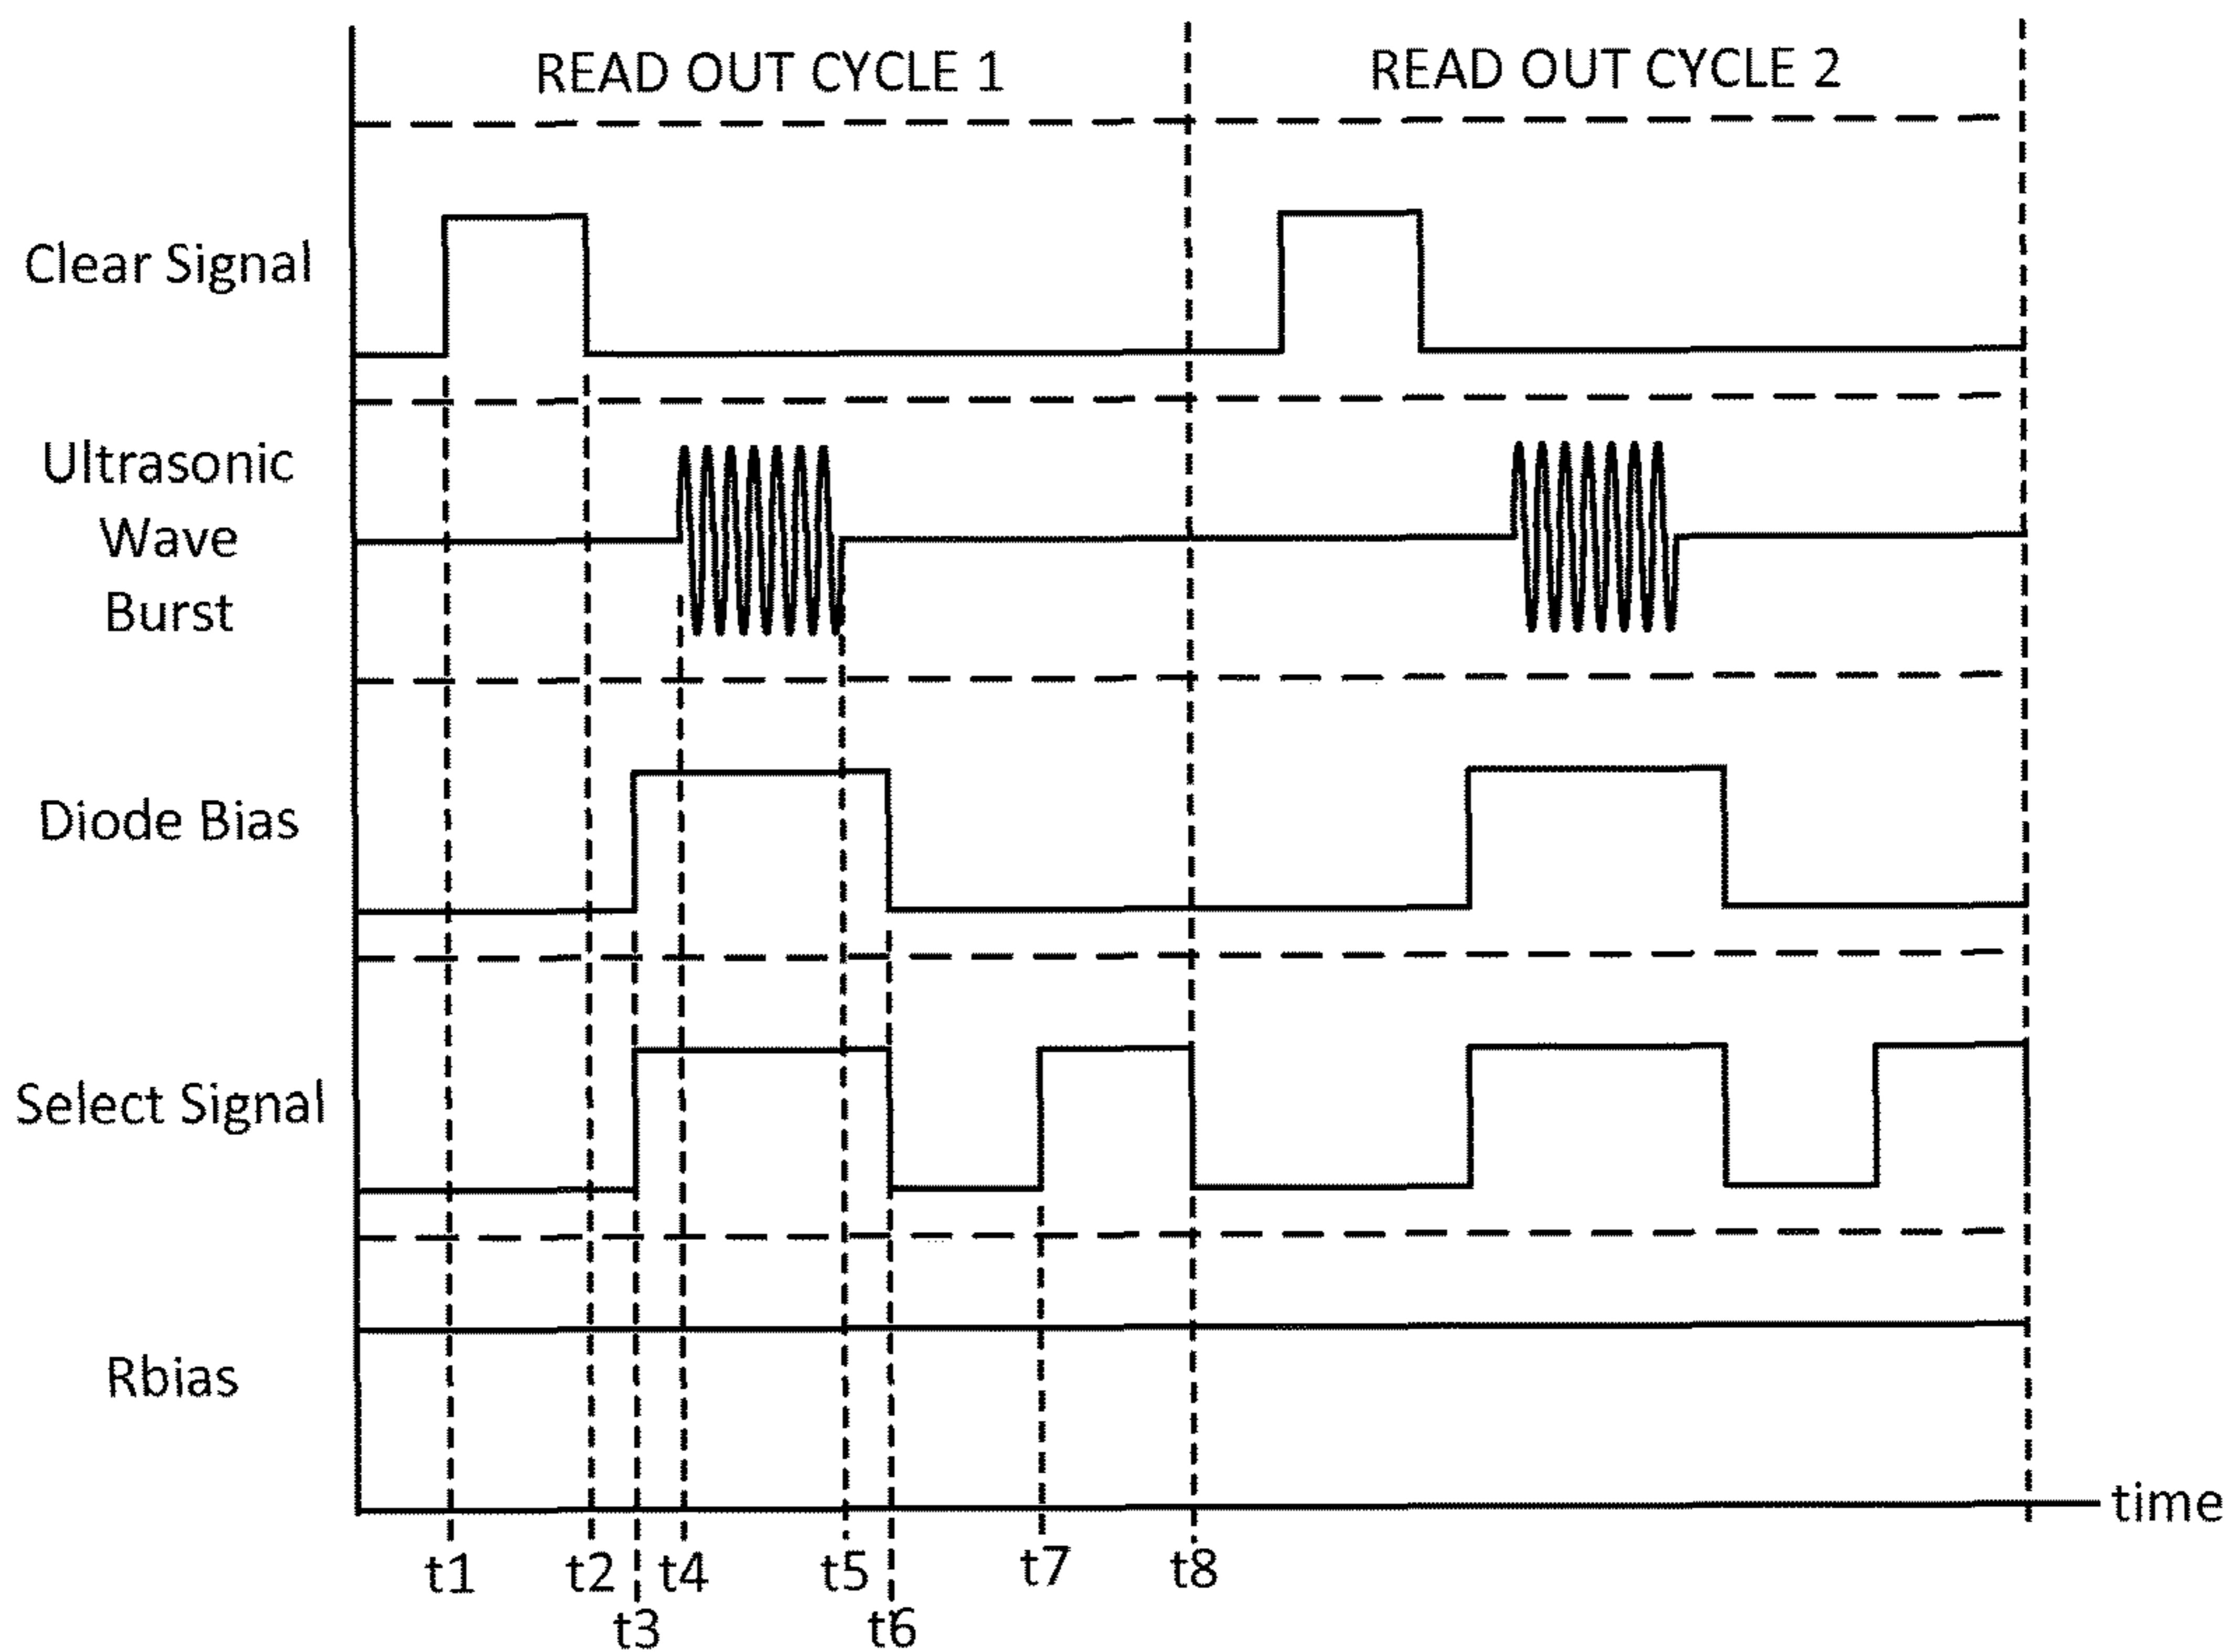 READ OUT CYCLE 1
READ OUT CYCLE 2
Clear Signal
Ultrasonic
Wave
Burst
Diode Bias
Select Signal
Rbias
time
t1
t2
t3
t4
t5
t6
t7
t8